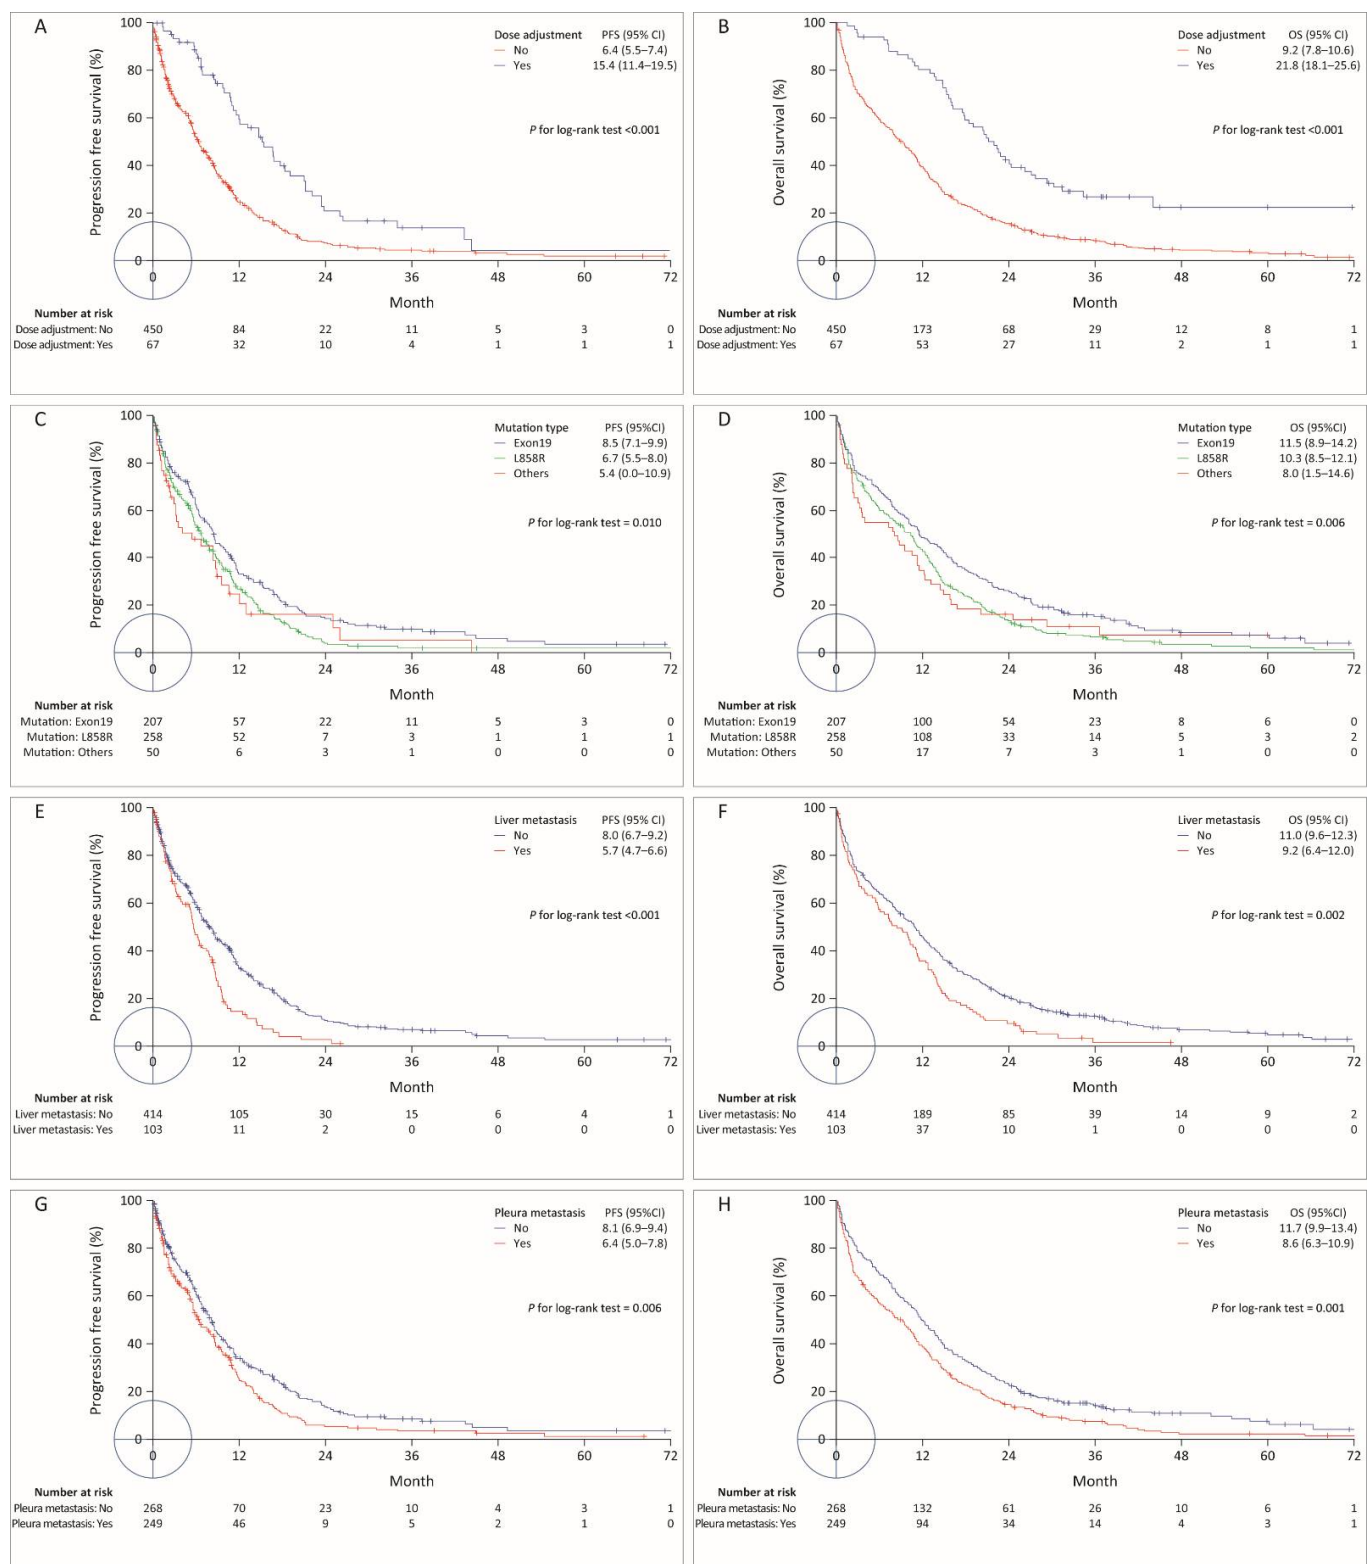 A
Dose adjustment PFS (95% CI)
No 6.4 (5.5–7.4)
Yes 15.4 (11.4–19.5)
P for log-rank test <0.001
Progression free survival (%)
100
80
60
40
20
0
0 12 24 36 48 60 72
Month
Number at risk
Dose adjustment: No 450 84 22 11 5 3 0
Dose adjustment: Yes 67 32 10 4 1 1 1
B
Dose adjustment OS (95% CI)
No 9.2 (7.8–10.6)
Yes 21.8 (18.1–25.6)
P for log-rank test <0.001
Overall survival (%)
100
80
60
40
20
0
0 12 24 36 48 60 72
Month
Number at risk
Dose adjustment: No 450 173 68 29 12 8 1
Dose adjustment: Yes 67 53 27 11 2 1 1
C
Mutation type PFS (95%CI)
Exon19 8.5 (7.1–9.9)
L858R 6.7 (5.5–8.0)
Others 5.4 (0.0–10.9)
P for log-rank test = 0.010
Progression free survival (%)
100
80
60
40
20
0
0 12 24 36 48 60 72
Month
Number at risk
Mutation: Exon19 207 57 22 11 5 3 0
Mutation: L858R 258 52 7 3 1 1 1
Mutation: Others 50 6 3 1 0 0 0
D
Mutation type OS (95%CI)
Exon19 11.5 (8.9–14.2)
L858R 10.3 (8.5–12.1)
Others 8.0 (1.5–14.6)
P for log-rank test = 0.006
Overall survival (%)
100
80
60
40
20
0
0 12 24 36 48 60 72
Month
Number at risk
Mutation: Exon19 207 100 54 23 8 6 0
Mutation: L858R 258 108 33 14 5 3 2
Mutation: Others 50 17 7 3 1 0 0
E
Liver metastasis PFS (95% CI)
No 8.0 (6.7–9.2)
Yes 5.7 (4.7–6.6)
P for log-rank test <0.001
Progression free survival (%)
100
80
60
40
20
0
0 12 24 36 48 60 72
Month
Number at risk
Liver metastasis: No 414 105 30 15 6 4 1
Liver metastasis: Yes 103 11 2 0 0 0 0
F
Liver metastasis OS (95% CI)
No 11.0 (9.6–12.3)
Yes 9.2 (6.4–12.0)
P for log-rank test = 0.002
Overall survival (%)
100
80
60
40
20
0
0 12 24 36 48 60 72
Month
Number at risk
Liver metastasis: No 414 189 85 39 14 9 2
Liver metastasis: Yes 103 37 10 1 0 0 0
G
Pleura metastasis PFS (95%CI)
No 8.1 (6.9–9.4)
Yes 6.4 (5.0–7.8)
P for log-rank test = 0.006
Progression free survival (%)
100
80
60
40
20
0
0 12 24 36 48 60 72
Month
Number at risk
Pleura metastasis: No 268 70 23 10 4 3 1
Pleura metastasis: Yes 249 46 9 5 2 1 0
H
Pleura metastasis OS (95%CI)
No 11.7 (9.9–13.4)
Yes 8.6 (6.3–10.9)
P for log-rank test = 0.001
Overall survival (%)
100
80
60
40
20
0
0 12 24 36 48 60 72
Month
Number at risk
Pleura metastasis: No 268 132 61 26 10 6 1
Pleura metastasis: Yes 249 94 34 14 4 3 1